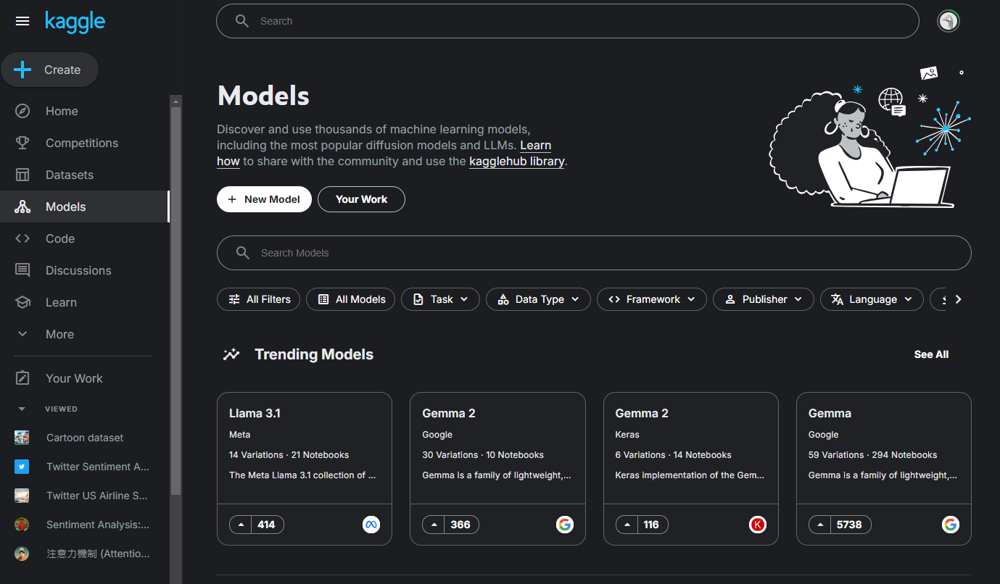 kaggle
Search
Create
Home
Competitions
Datasets
Models
Code
Discussions
Learn
More
Your Work
VIEWED
Cartoon dataset
Twitter Sentiment A...
Twitter US Airline S...
Sentiment Analysis:...
注意力機制 (Attentio...
Models
Discover and use thousands of machine learning models,
including the most popular diffusion models and LLMs. Learn
how to share with the community and use the kagglehub library.
+ New Model
Your Work
Search Models
All Filters
All Models
Task
Data Type
Framework
Publisher
Language
Trending Models
See All
Llama 3.1
Meta
14 Variations · 21 Notebooks
The Meta Llama 3.1 collection of ...
414
Gemma 2
Google
30 Variations · 10 Notebooks
Gemma is a family of lightweight,...
366
G
Gemma 2
Keras
6 Variations · 14 Notebooks
Keras implementation of the Gem...
116
K
Gemma
Google
59 Variations · 294 Notebooks
Gemma is a family of lightweight,...
5738
G